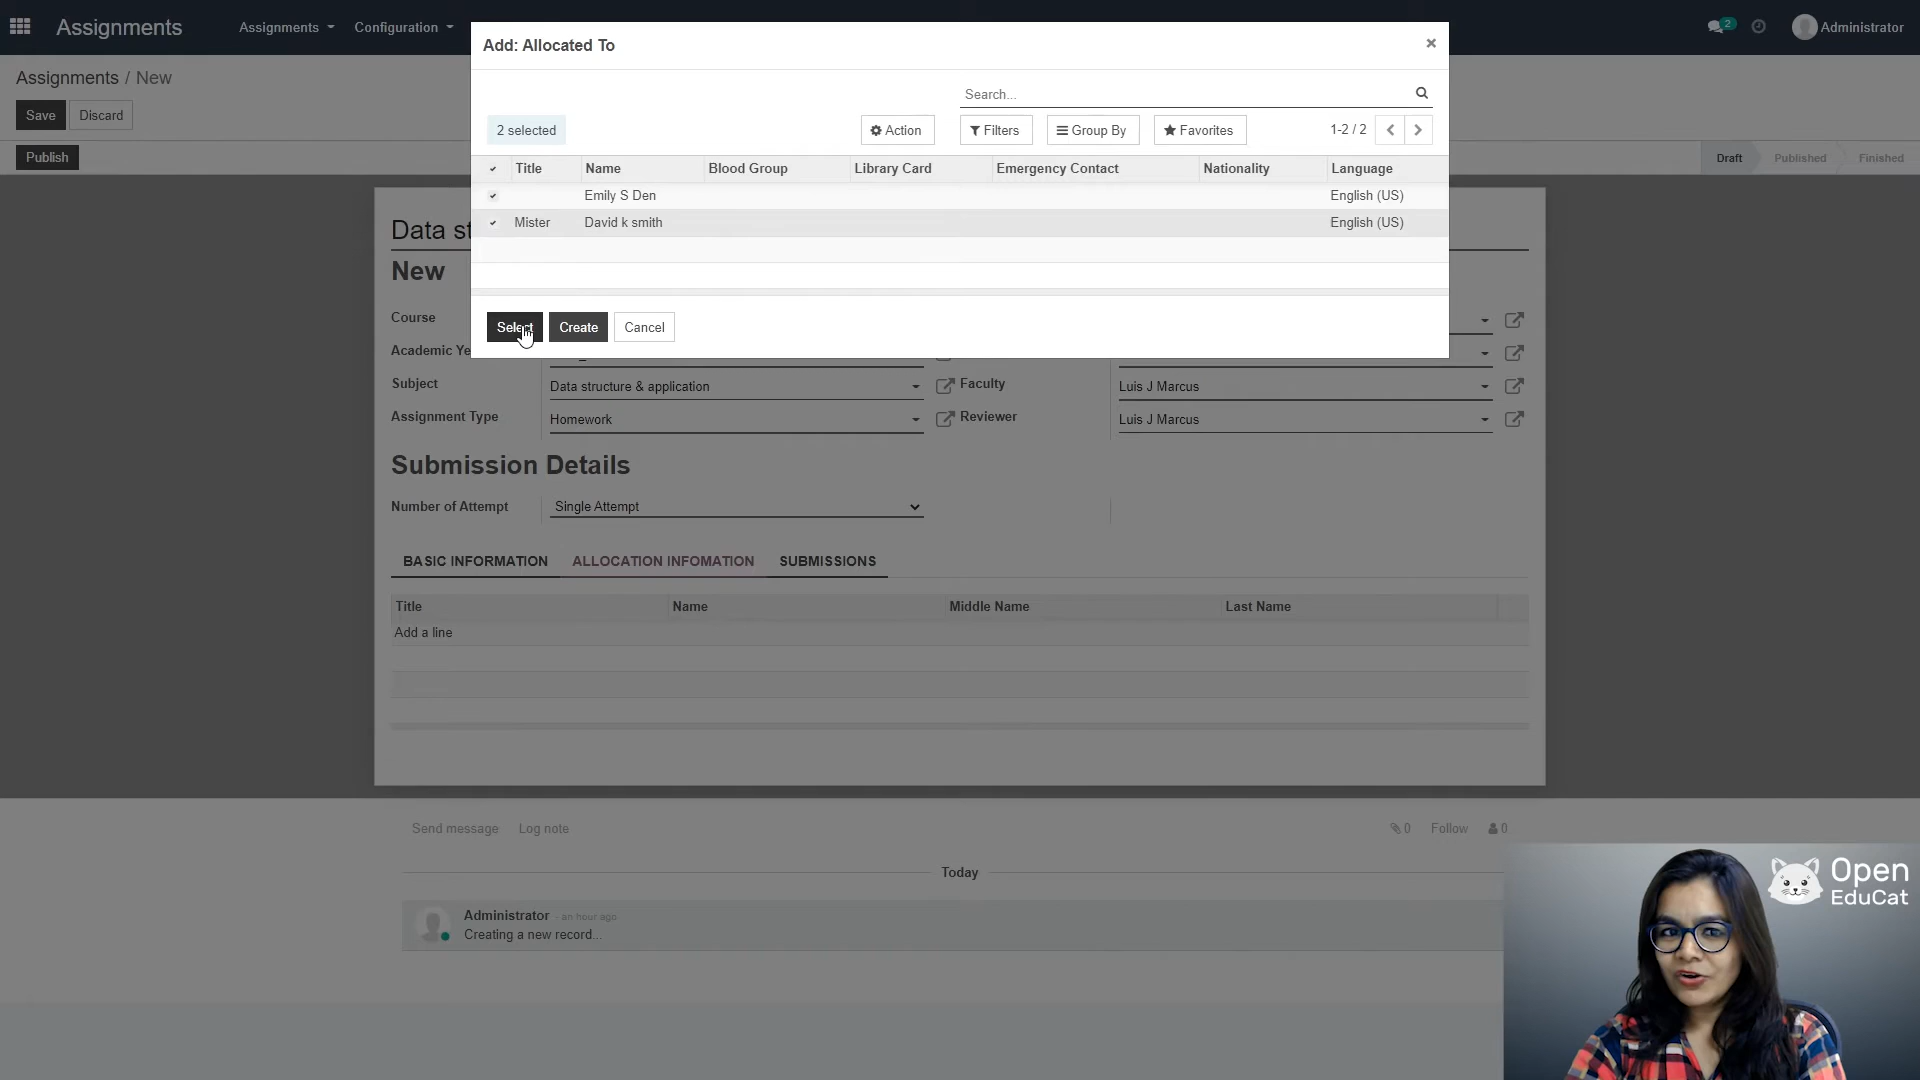 Assignments
Assignments
Configuration
2
Administrator
Assignments / New
Save
Discard
Publish
Draft
Published
Finished
Add: Allocated To
×
Search...
2 selected
Action
Filters
Group By
Favorites
1-2 / 2
Title
Name
Blood Group
Library Card
Emergency Contact
Nationality
Language
Emily S Den
English (US)
Mister
David k smith
English (US)
Select
Create
Cancel
Data st
New
Course
Academic Ye
Subject
Data structure & application
Faculty
Luis J Marcus
Assignment Type
Homework
Reviewer
Luis J Marcus
Submission Details
Number of Attempt
Single Attempt
BASIC INFORMATION
ALLOCATION INFOMATION
SUBMISSIONS
Title
Name
Middle Name
Last Name
Add a line
Send message
Log note
0
Follow
0
Today
Administrator - an hour ago
Creating a new record...
Open
EduCat